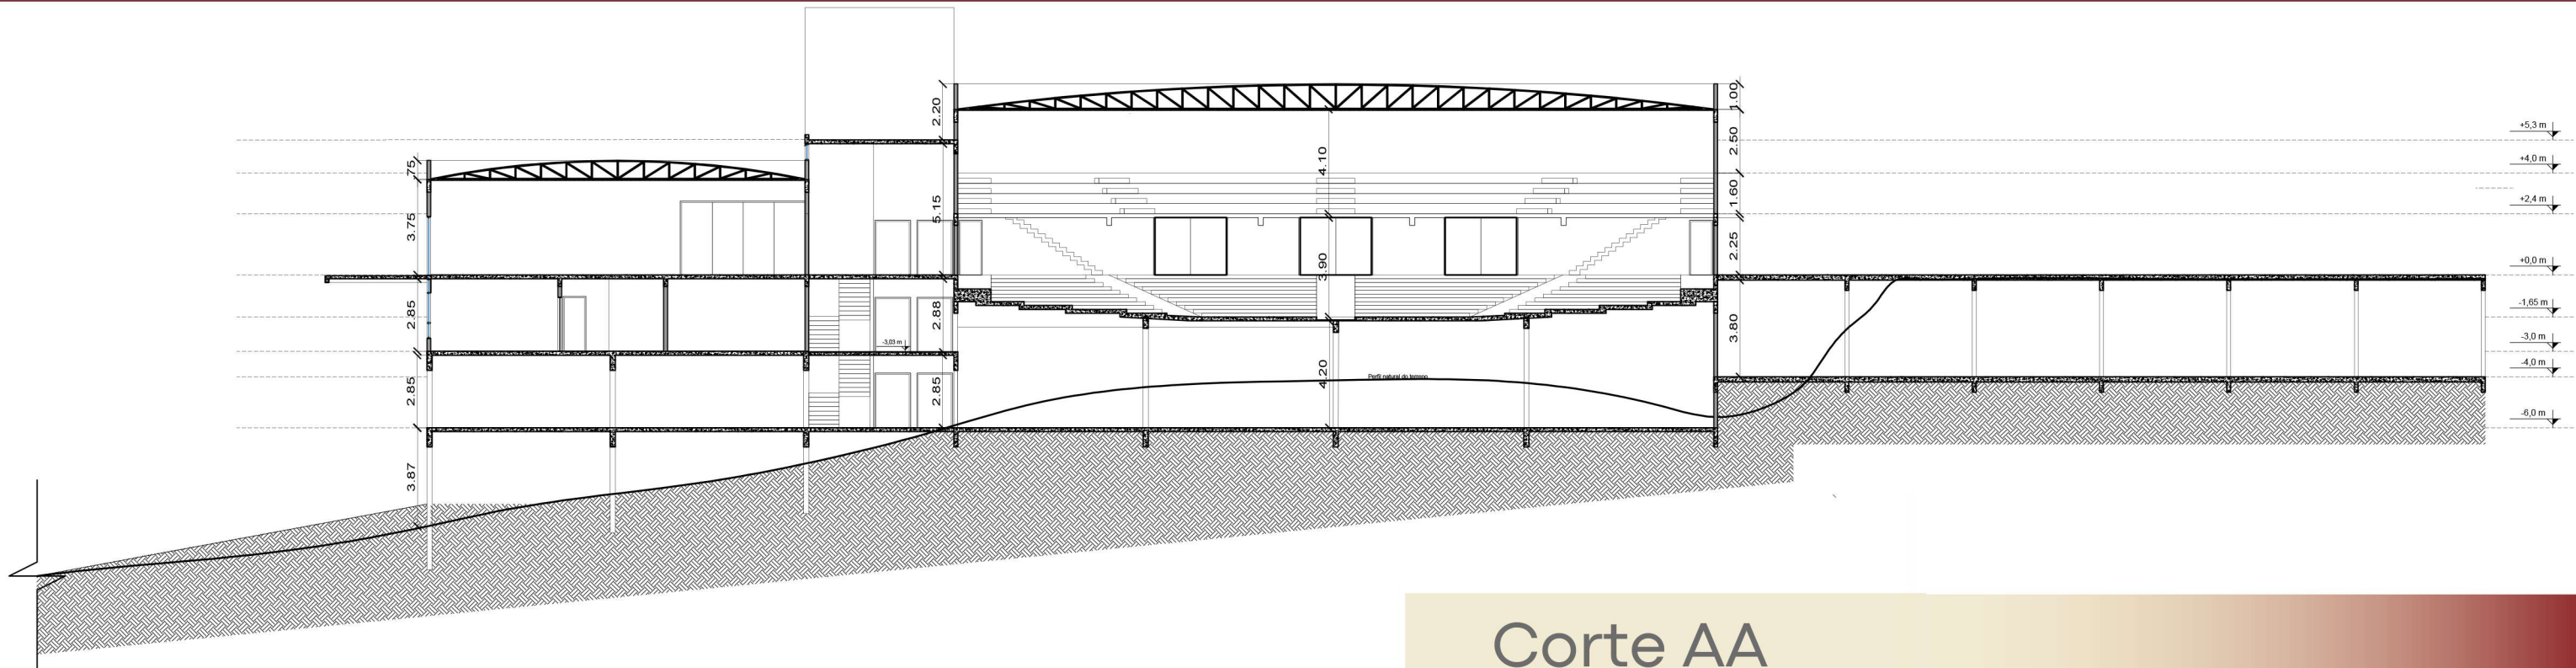 2.20
1.00
2.50
+5,3 m
4.10
+4,0 m
.75
5.15
1.60
+2,4 m
3.75
2.25
3.90
+0,0 m
2.85
2.88
-3,03 m
3.80
-1,65 m
-3,0 m
4.20
Perfil natural do terreno
-4,0 m
2.85
2.85
-6,0 m
3.87
Corte AA